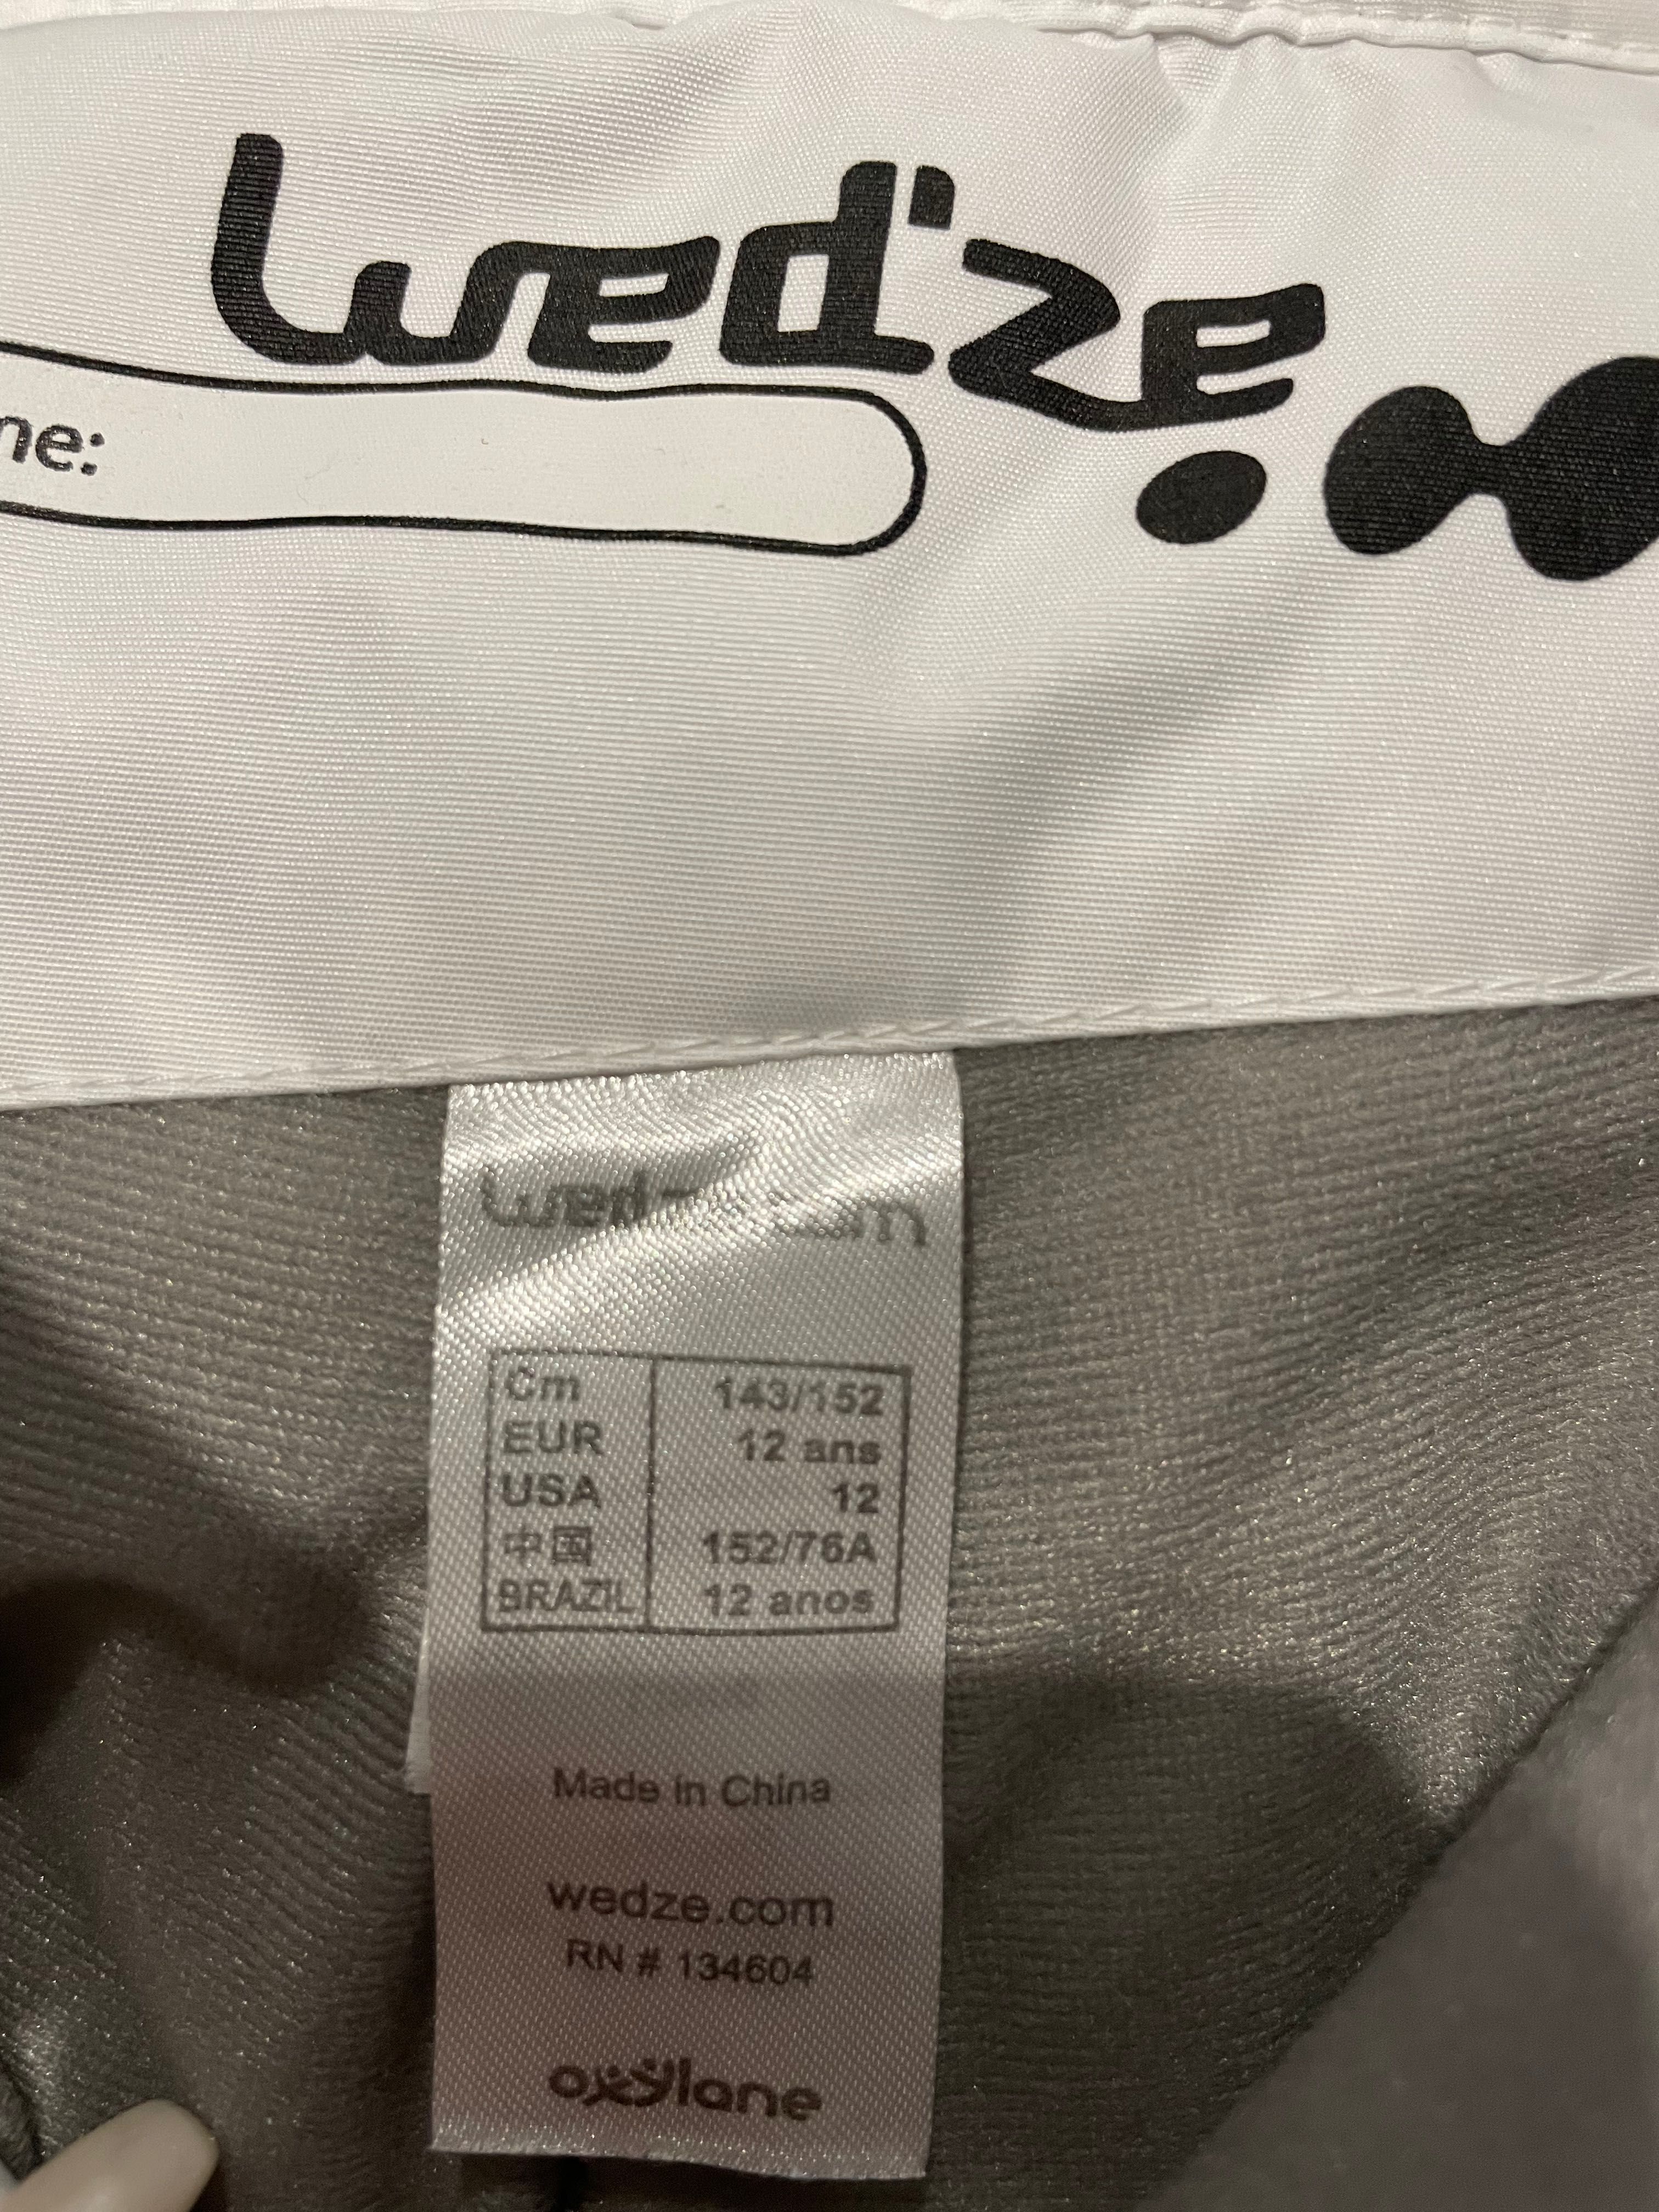 wed'ze
ne:
Cm 143/152
EUR 12 ans
USA 12
中国 152/76A
BRAZIL 12 anos
Made in China
wedze.com
RN # 134604
oxylane